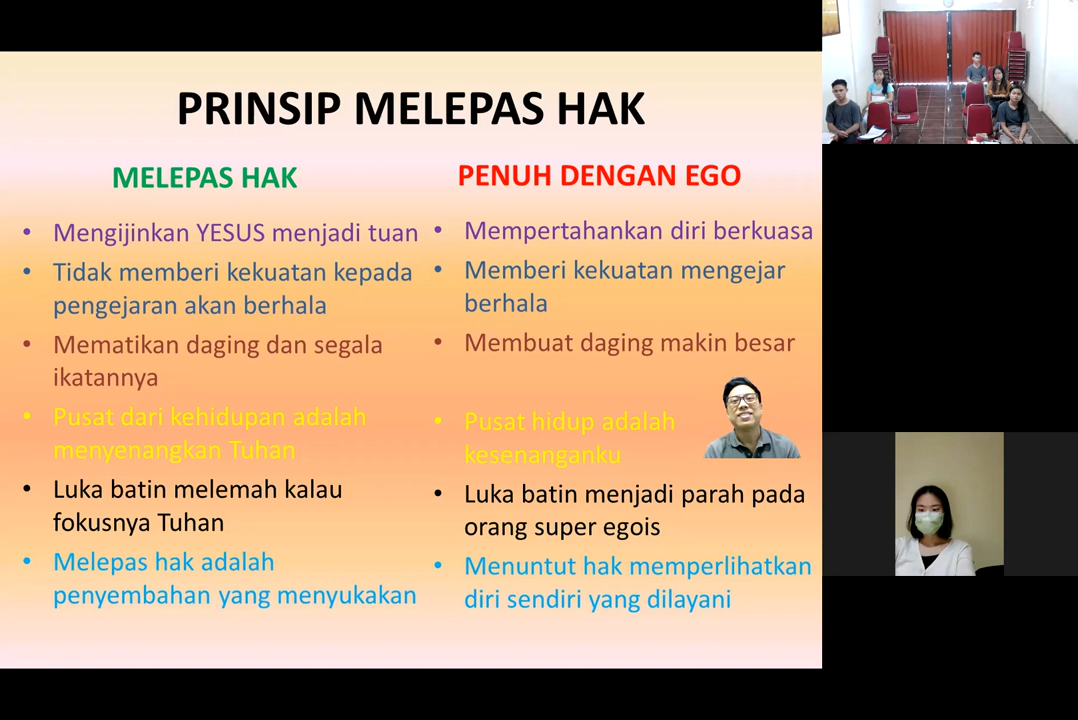 PRINSIP MELEPAS HAK
MELEPAS HAK
• Mengijinkan YESUS menjadi tuan
• Tidak memberi kekuatan kepada
pengejaran akan berhala
• Mematikan daging dan segala
ikatannya
• Pusat dari kehidupan adalah
menyenangkan Tuhan
• Luka batin melemah kalau
fokusnya Tuhan
• Melepas hak adalah
penyembahan yang menyukakan
PENUH DENGAN EGO
• Mempertahankan diri berkuasa
• Memberi kekuatan mengejar
berhala
• Membuat daging makin besar
• Pusat hidup adalah
kesenanganku
• Luka batin menjadi parah pada
orang super egois
• Menuntut hak memperlihatkan
diri sendiri yang dilayani